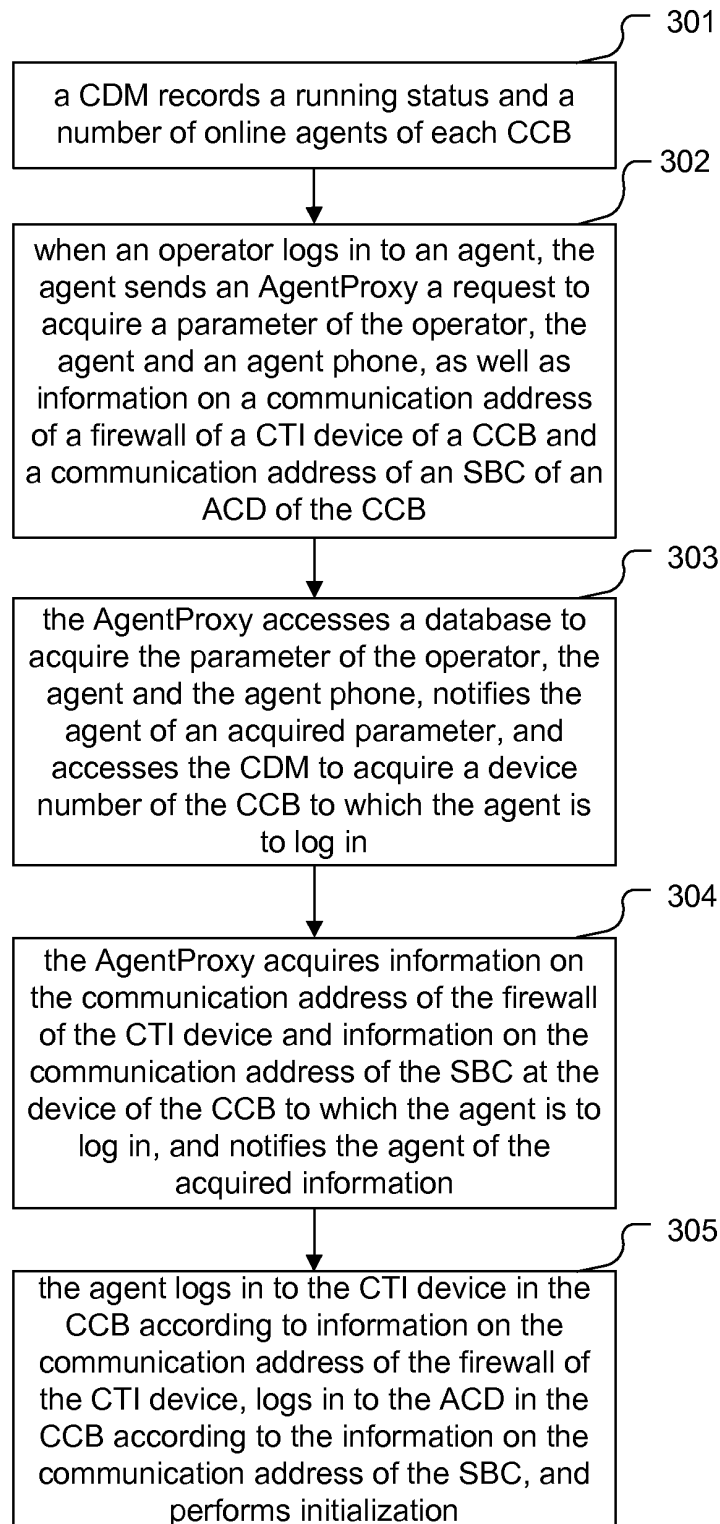 301
a CDM records a running status and a
number of online agents of each CCB
302
when an operator logs in to an agent, the
agent sends an AgentProxy a request to
acquire a parameter of the operator, the
agent and an agent phone, as well as
information on a communication address
of a firewall of a CTI device of a CCB and
a communication address of an SBC of an
ACD of the CCB
303
the AgentProxy accesses a database to
acquire the parameter of the operator, the
agent and the agent phone, notifies the
agent of an acquired parameter, and
accesses the CDM to acquire a device
number of the CCB to which the agent is
to log in
304
the AgentProxy acquires information on
the communication address of the firewall
of the CTI device and information on the
communication address of the SBC at the
device of the CCB to which the agent is to
log in, and notifies the agent of the
acquired information
305
the agent logs in to the CTI device in the
CCB according to information on the
communication address of the firewall of
the CTI device, logs in to the ACD in the
CCB according to the information on the
communication address of the SBC, and
performs initialization